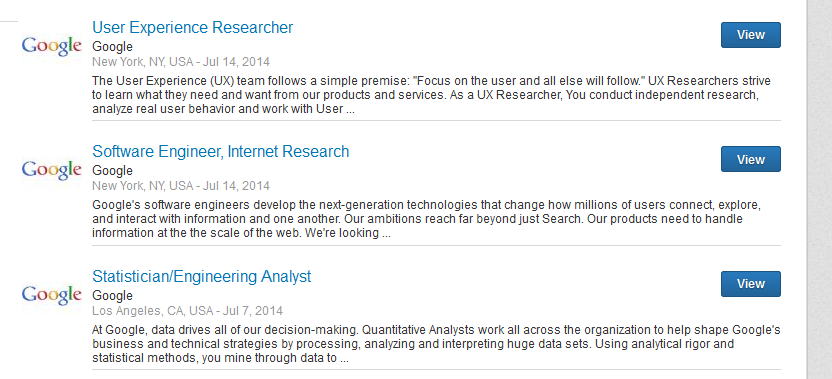 User Experience Researcher
View
Google
Google
New York, NY, USA - Jul 14, 2014
The User Experience (UX) team follows a simple premise: "Focus on the user and all else will follow." UX Researchers strive
to learn what they need and want from our products and services. As a UX Researcher, You conduct independent research,
analyze real user behavior and work with User ...
Software Engineer, Internet Research
View
Google
Google
New York, NY, USA - Jul 14, 2014
Google's software engineers develop the next-generation technologies that change how millions of users connect, explore,
and interact with information and one another. Our ambitions reach far beyond just Search. Our products need to handle
information at the the scale of the web. We're looking ...
Statistician/Engineering Analyst
View
Google
Google
Los Angeles, CA, USA - Jul 7, 2014
At Google, data drives all of our decision-making. Quantitative Analysts work all across the organization to help shape Google's
business and technical strategies by processing, analyzing and interpreting huge data sets. Using analytical rigor and
statistical methods, you mine through data to ...